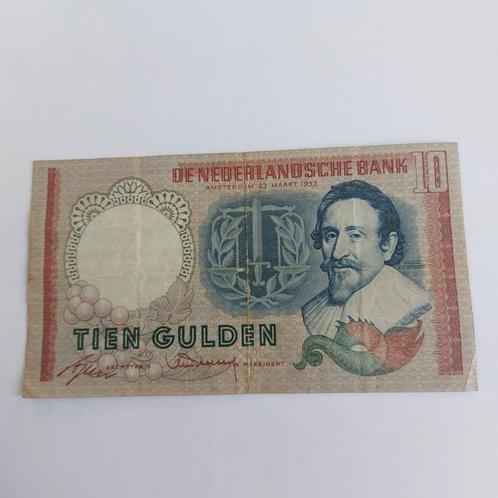 DE NEDERLANDSCHE BANK
10
AMSTERDAM 23 MAART 1953
HUGO
DE GROOT
TIEN GULDEN
SECRETARIS
PRESIDENT